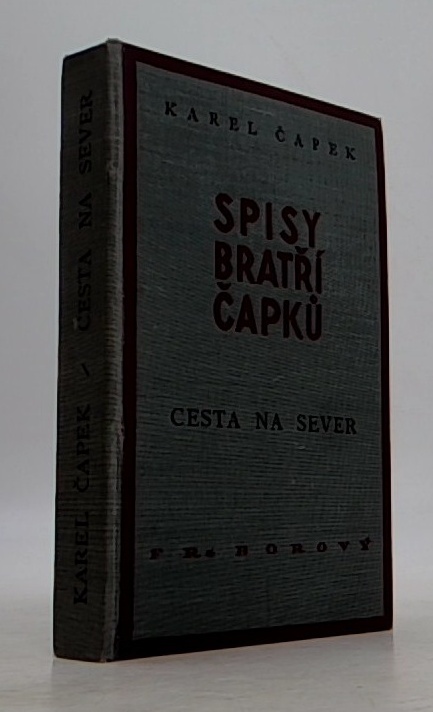 KAREL ČAPEK
SPISY
BRATŘÍ
ČAPKŮ
CESTA NA SEVER
FR. BOROVÝ
KAREL ČAPEK - CESTA NA SEVER